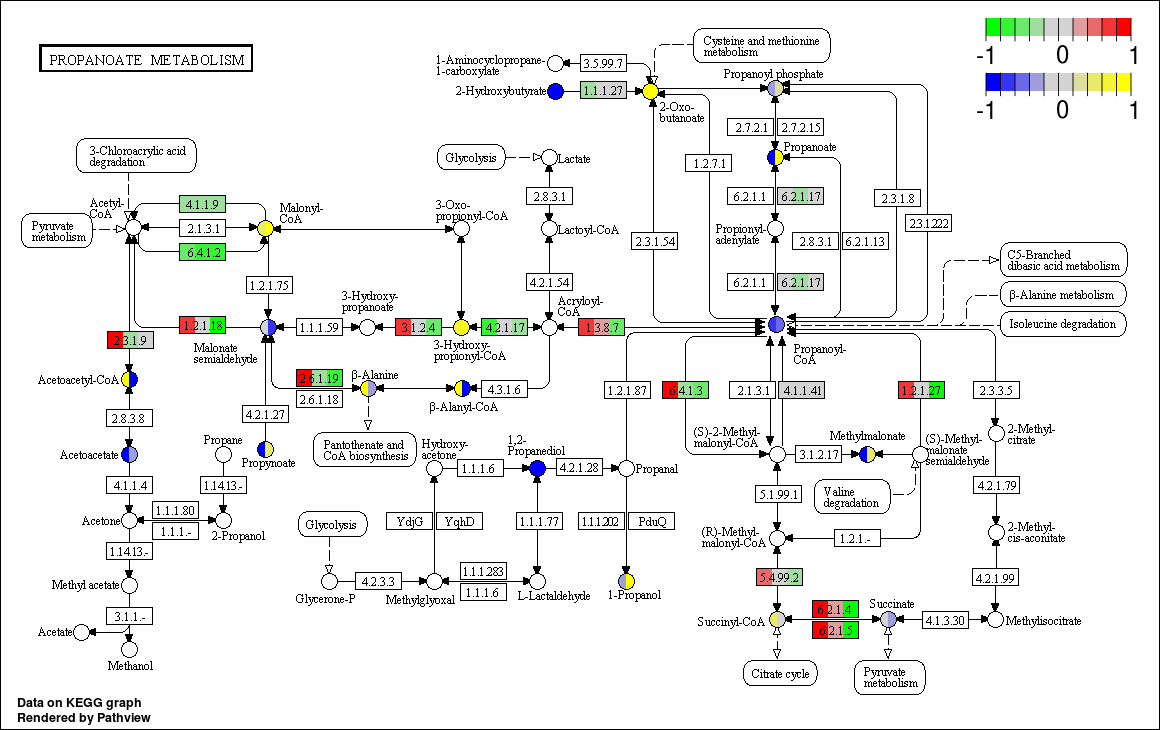 PROPANOATE METABOLISM
-1 0 1
-1 0 1
Cysteine and methionine
metabolism
1-Aminocyclopropane-
1-carboxylate
3.5.99.7
2-Hydroxybutyrate
1.1.1.27
2-Oxo-
butanoate
Propanoyl phosphate
2.7.2.1
2.7.2.15
Propanoate
1.2.7.1
3-Chloroacrylic acid
degradation
Glycolysis
Lactate
6.2.1.1
6.2.1.17
2.3.1.8
2.3.1.222
2.8.3.1
Acetyl-
CoA
4.1.1.9
Malonyl-
CoA
3-Oxo-
propionyl-CoA
Pyruvate
metabolism
2.1.3.1
Lactoyl-CoA
Propionyl-
adenylate
2.3.1.54
2.8.3.1
6.2.1.13
6.4.1.2
C5-Branched
dibasic acid metabolism
1.2.1.75
4.2.1.54
6.2.1.1
6.2.1.17
β-Alanine metabolism
3-Hydroxy-
propanoate
Acryloyl-
CoA
1.2.1.18
1.1.1.59
3.1.2.4
4.2.1.17
1.3.8.7
Isoleucine degradation
2.3.1.9
Malonate
semialdehyde
3-Hydroxy-
propionyl-CoA
Propanoyl-
CoA
Acetoacetyl-CoA
2.6.1.19
2.6.1.18
β-Alanine
β-Alanyl-CoA
4.3.1.6
1.2.1.87
6.4.1.3
2.1.3.1
4.1.1.41
1.2.1.27
2.3.3.5
2.8.3.8
4.2.1.27
Pantothenate and
CoA biosynthesis
(S)-2-Methyl-
malonyl-CoA
Methylmalonate
(S)-Methyl-
malonate
semialdehyde
2-Methyl-
citrate
Acetoacetate
Propane
Propynoate
Hydroxy-
acetone
1,2-
Propanediol
1.1.1.6
4.2.1.28
Propanal
3.1.2.17
4.1.1.4
1.14.13.-
5.1.99.1
Valine
degradation
4.2.1.79
Acetone
1.1.1.80
1.1.1.-
2-Propanol
Glycolysis
YdjG
YqhD
1.1.1.77
1.1.1.202
PduQ
(R)-Methyl-
malonyl-CoA
1.2.1.-
2-Methyl-
cis-aconitate
1.14.13.-
Methyl acetate
4.2.3.3
1.1.1.283
1.1.1.6
5.4.99.2
4.2.1.99
Glycerone-P
Methylglyoxal
L-Lactaldehyde
1-Propanol
3.1.1.-
Acetate
Methanol
Succinyl-CoA
6.2.1.4
6.2.1.5
Succinate
4.1.3.30
Methylisocitrate
Citrate cycle
Pyruvate
metabolism
Data on KEGG graph
Rendered by Pathview